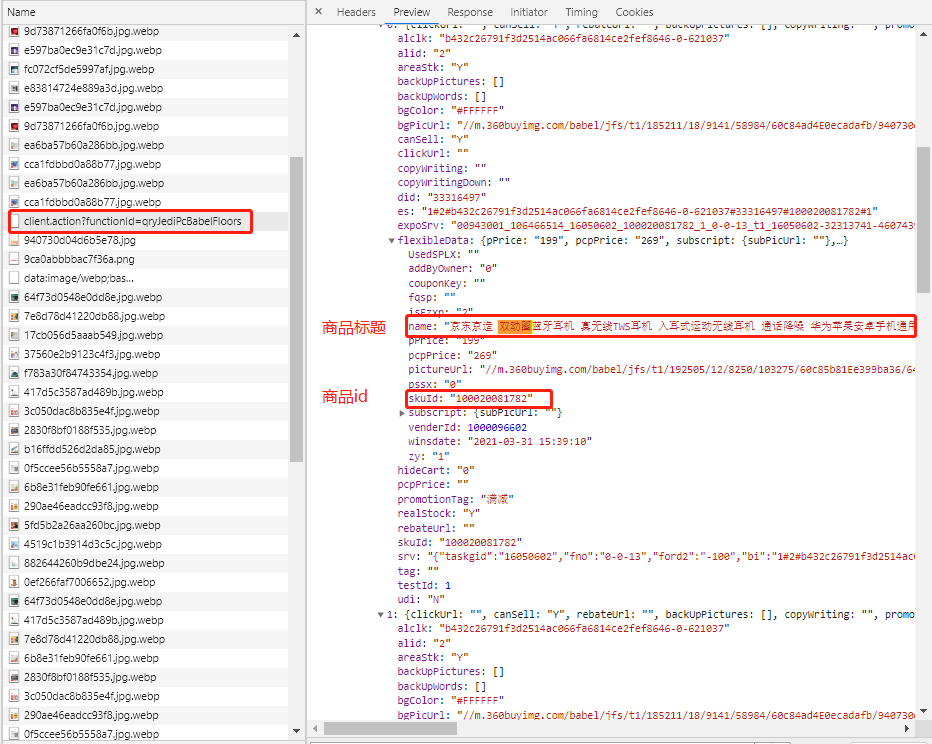 Name
9d73871266fa0f6b.jpg.webp
e597ba0ec9e31c7d.jpg.webp
fc072cf5de5997af.jpg.webp
e83814724e889a3d.jpg.webp
e597ba0ec9e31c7d.jpg.webp
9d73871266fa0f6b.jpg.webp
ea6ba57b60a286bb.jpg.webp
cca1fdbbd0a88b77.jpg.webp
ea6ba57b60a286bb.jpg.webp
cca1fdbbd0a88b77.jpg.webp
client.action?functionId=qryJediPcBabelFloors
940730d04d6b5e78.jpg
9ca0abbbbac7f36a.png
data:image/webp;bas...
64f73d0548e0dd8e.jpg.webp
7e8d78d41220db88.jpg.webp
17cb056d5aaab549.jpg.webp
37560e2b9123c4f3.jpg.webp
f783a30f84743354.jpg.webp
417d5c3587ad489b.jpg.webp
3c050dac8b835e4f.jpg.webp
2830f8bf0188f535.jpg.webp
b16ffdd526d2da85.jpg.webp
0f5ccee56b5558a7.jpg.webp
6b8e31feb90fe661.jpg.webp
290ae46eadcc93f8.jpg.webp
5fd5b2a26aa260bc.jpg.webp
4519c1b3914d3c5c.jpg.webp
882644260b9dbe24.jpg.webp
0ef266faf7006652.jpg.webp
64f73d0548e0dd8e.jpg.webp
417d5c3587ad489b.jpg.webp
7e8d78d41220db88.jpg.webp
6b8e31feb90fe661.jpg.webp
2830f8bf0188f535.jpg.webp
3c050dac8b835e4f.jpg.webp
290ae46eadcc93f8.jpg.webp
0f5ccee56b5558a7.jpg.webp
× Headers Preview Response Initiator Timing Cookies
0: {clickUrl: "", canSell: "Y", rebateUrl: "", backUpPictures: [], copyWriting: "", promo
alclk: "b432c26791f3d2514ac066fa6814ce2fef8646-0-621037"
alid: "2"
areaStk: "Y"
backUpPictures: []
backUpWords: []
bgColor: "#FFFFFF"
bgPicUrl: "//m.360buyimg.com/babel/jfs/t1/185211/18/9141/58984/60c84ad4E0ecadafb/940730d
canSell: "Y"
clickUrl: ""
copyWriting: ""
copyWritingDown: ""
did: "33316497"
es: "1#2#b432c26791f3d2514ac066fa6814ce2fef8646-0-621037#33316497#100020081782#1"
expoSrv: "00943001_106466514_16050602_100020081782_1_0-0-13_t1_16050602-32313741-4607439
flexibleData: {pPrice: "199", pcpPrice: "269", subscript: {subPicUrl: ""},…}
UsedSPLX: ""
addByOwner: "0"
couponKey: ""
fqsp: ""
isFzxp: "2"
商品标题
name: "京东京造 双动圈蓝牙耳机 真无线TWS耳机 入耳式运动无线耳机 通话降噪 华为苹果安卓手机通用
pPrice: "199"
pcpPrice: "269"
pictureUrl: "//m.360buyimg.com/babel/jfs/t1/192505/12/8250/103275/60c85b81Ee399ba36/64
pssx: "0"
商品id
skuId: "100020081782"
subscript: {subPicUrl: ""}
venderId: 1000096602
winsdate: "2021-03-31 15:39:10"
zy: "1"
hideCart: "0"
pcpPrice: ""
promotionTag: "满减"
realStock: "Y"
rebateUrl: ""
skuId: "100020081782"
srv: "{"taskgid":"16050602","fno":"0-0-13","ford2":"-100","bi":"1#2#b432c26791f3d2514ac0
tag: ""
testId: 1
udi: "N"
1: {clickUrl: "", canSell: "Y", rebateUrl: "", backUpPictures: [], copyWriting: "", promo
alclk: "b432c26791f3d2514ac066fa6814ce2fef8646-0-621037"
alid: "2"
areaStk: "Y"
backUpPictures: []
backUpWords: []
bgColor: "#FFFFFF"
bgPicUrl: "//m.360buyimg.com/babel/jfs/t1/185211/18/9141/58984/60c84ad4E0ecadafb/940730d